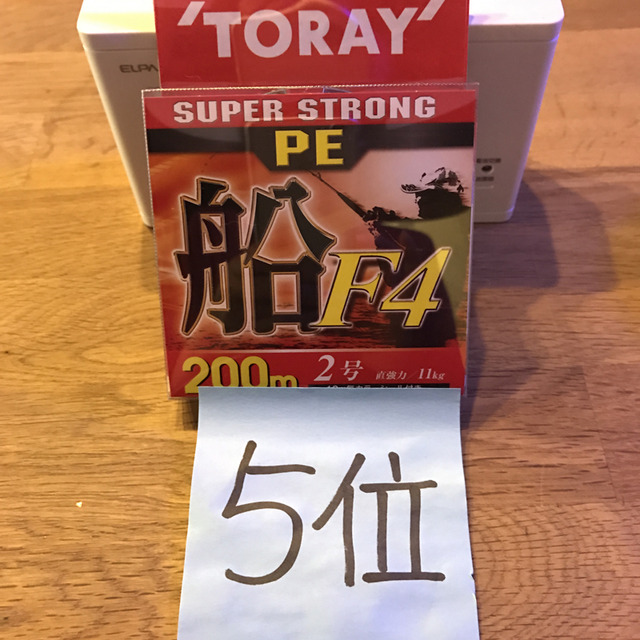 'TORAY'
ELPA
SUPER STRONG
PE
船F4
200m 2号 直強力/11kg
5位